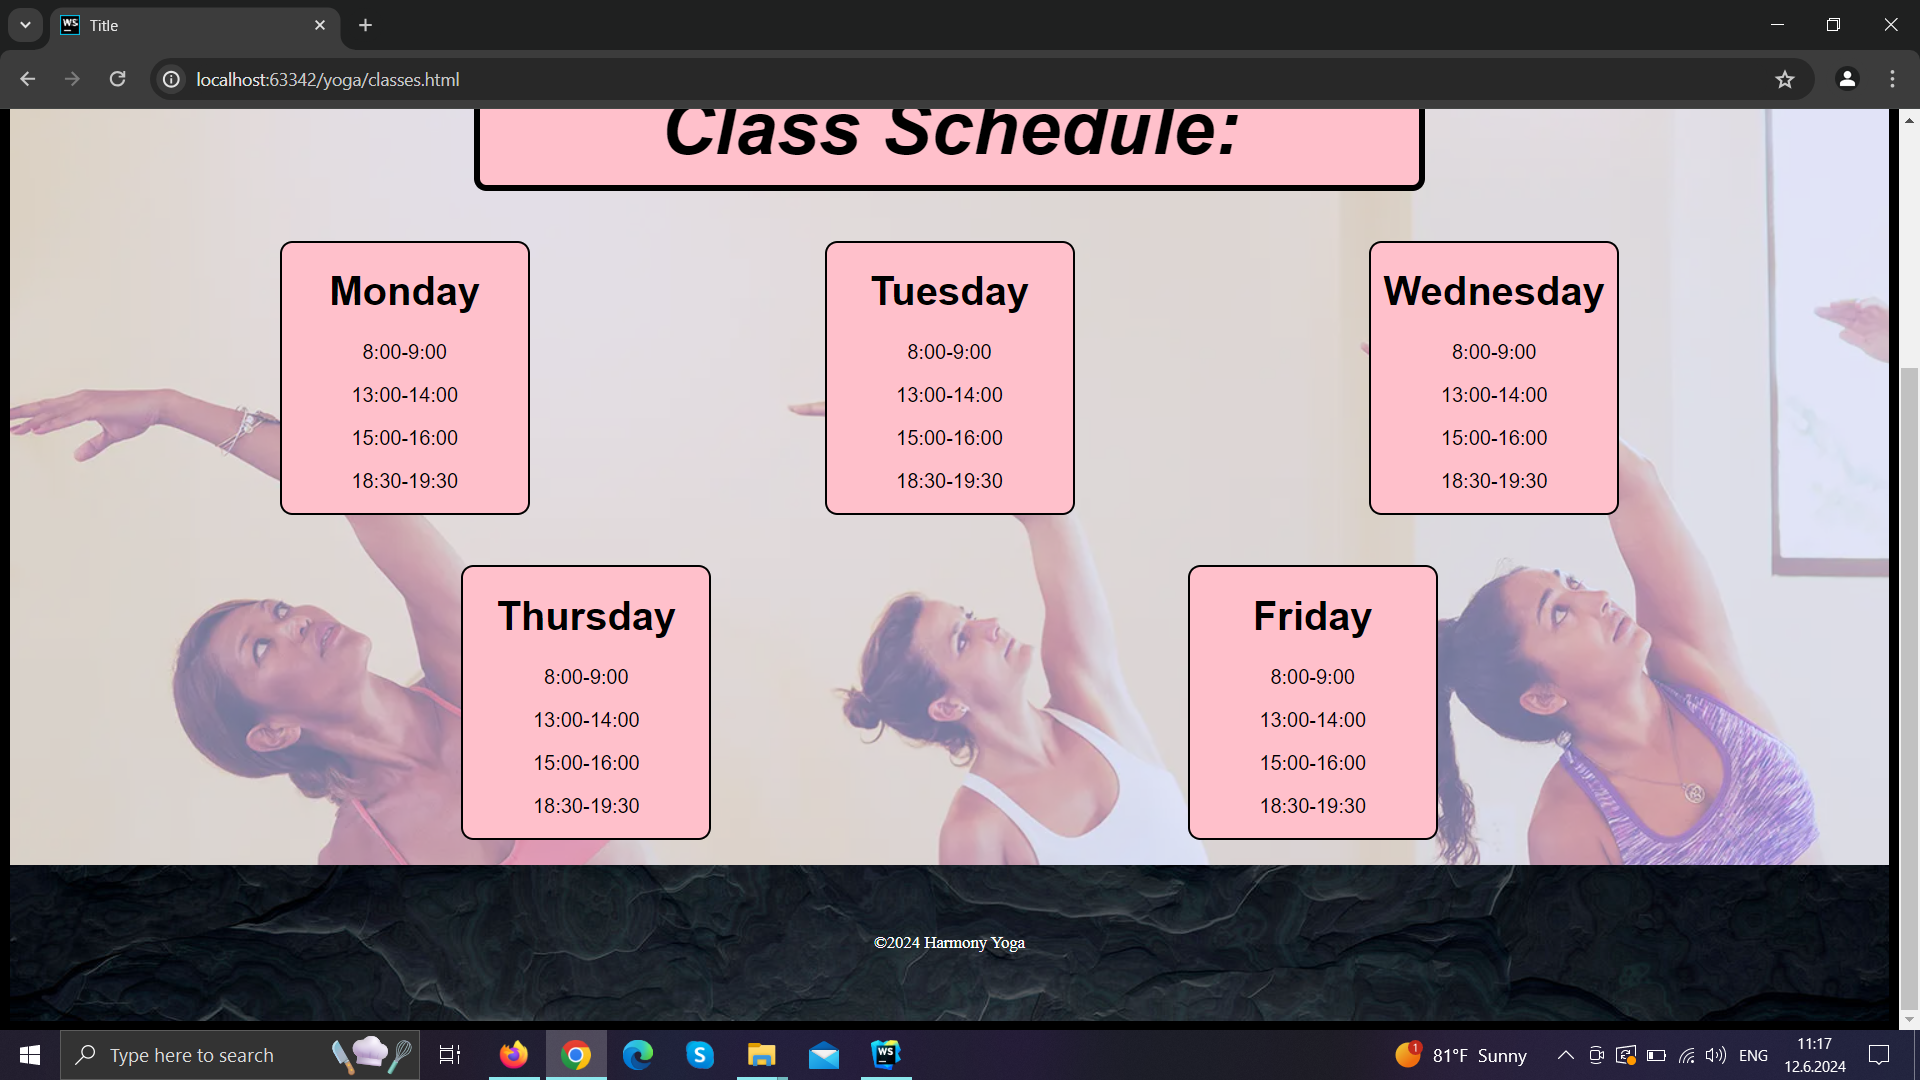 WS Title
localhost:63342/yoga/classes.html
Class Schedule:
Monday
8:00-9:00
13:00-14:00
15:00-16:00
18:30-19:30
Tuesday
8:00-9:00
13:00-14:00
15:00-16:00
18:30-19:30
Wednesday
8:00-9:00
13:00-14:00
15:00-16:00
18:30-19:30
Thursday
8:00-9:00
13:00-14:00
15:00-16:00
18:30-19:30
Friday
8:00-9:00
13:00-14:00
15:00-16:00
18:30-19:30
©2024 Harmony Yoga
Type here to search
S
WS
1
81°F Sunny
ENG
11:17
12.6.2024